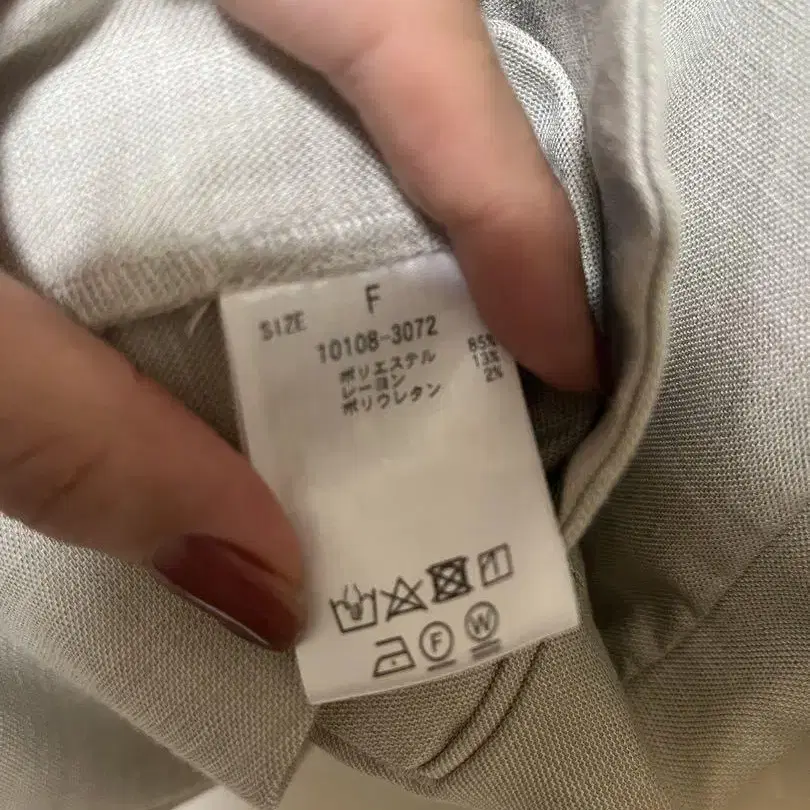 SIZE F
10108-3072
ポリエステル 85%
レーヨン 13%
ポリウレタン 2%
F W